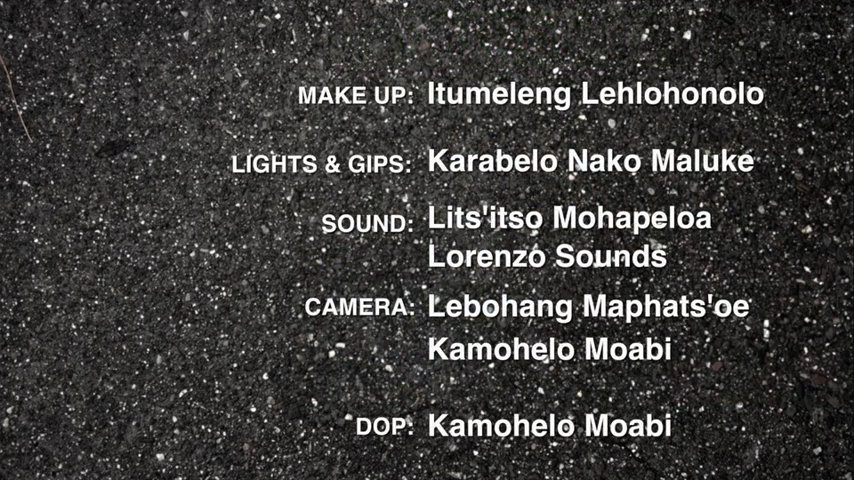 MAKE UP: Itumeleng Lehlohonolo
LIGHTS & GIPS: Karabelo Nako Maluke
SOUND: Lits'itso Mohapeloa
Lorenzo Sounds
CAMERA: Lebohang Maphats'oe
Kamohelo Moabi
DOP: Kamohelo Moabi